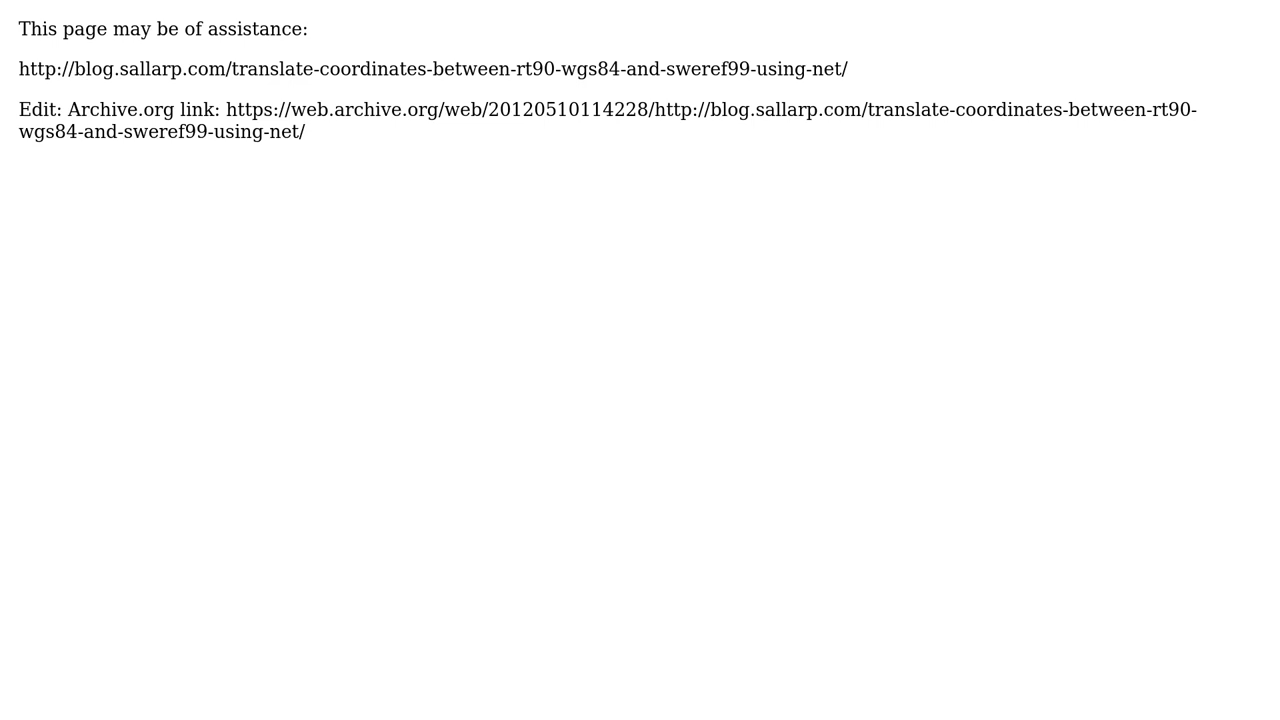 This page may be of assistance:
http://blog.sallarp.com/translate-coordinates-between-rt90-wgs84-and-sweref99-using-net/
Edit: Archive.org link: https://web.archive.org/web/20120510114228/http://blog.sallarp.com/translate-coordinates-between-rt90-
wgs84-and-sweref99-using-net/